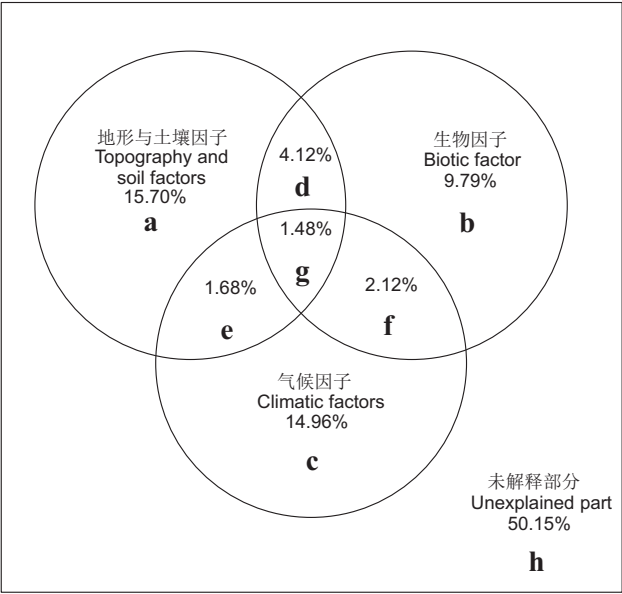 地形与土壤因子
Topography and
soil factors
15.70%
a
4.12%
d
生物因子
Biotic factor
9.79%
b
1.48%
g
1.68%
e
2.12%
f
气候因子
Climatic factors
14.96%
c
未解释部分
Unexplained part
50.15%
h